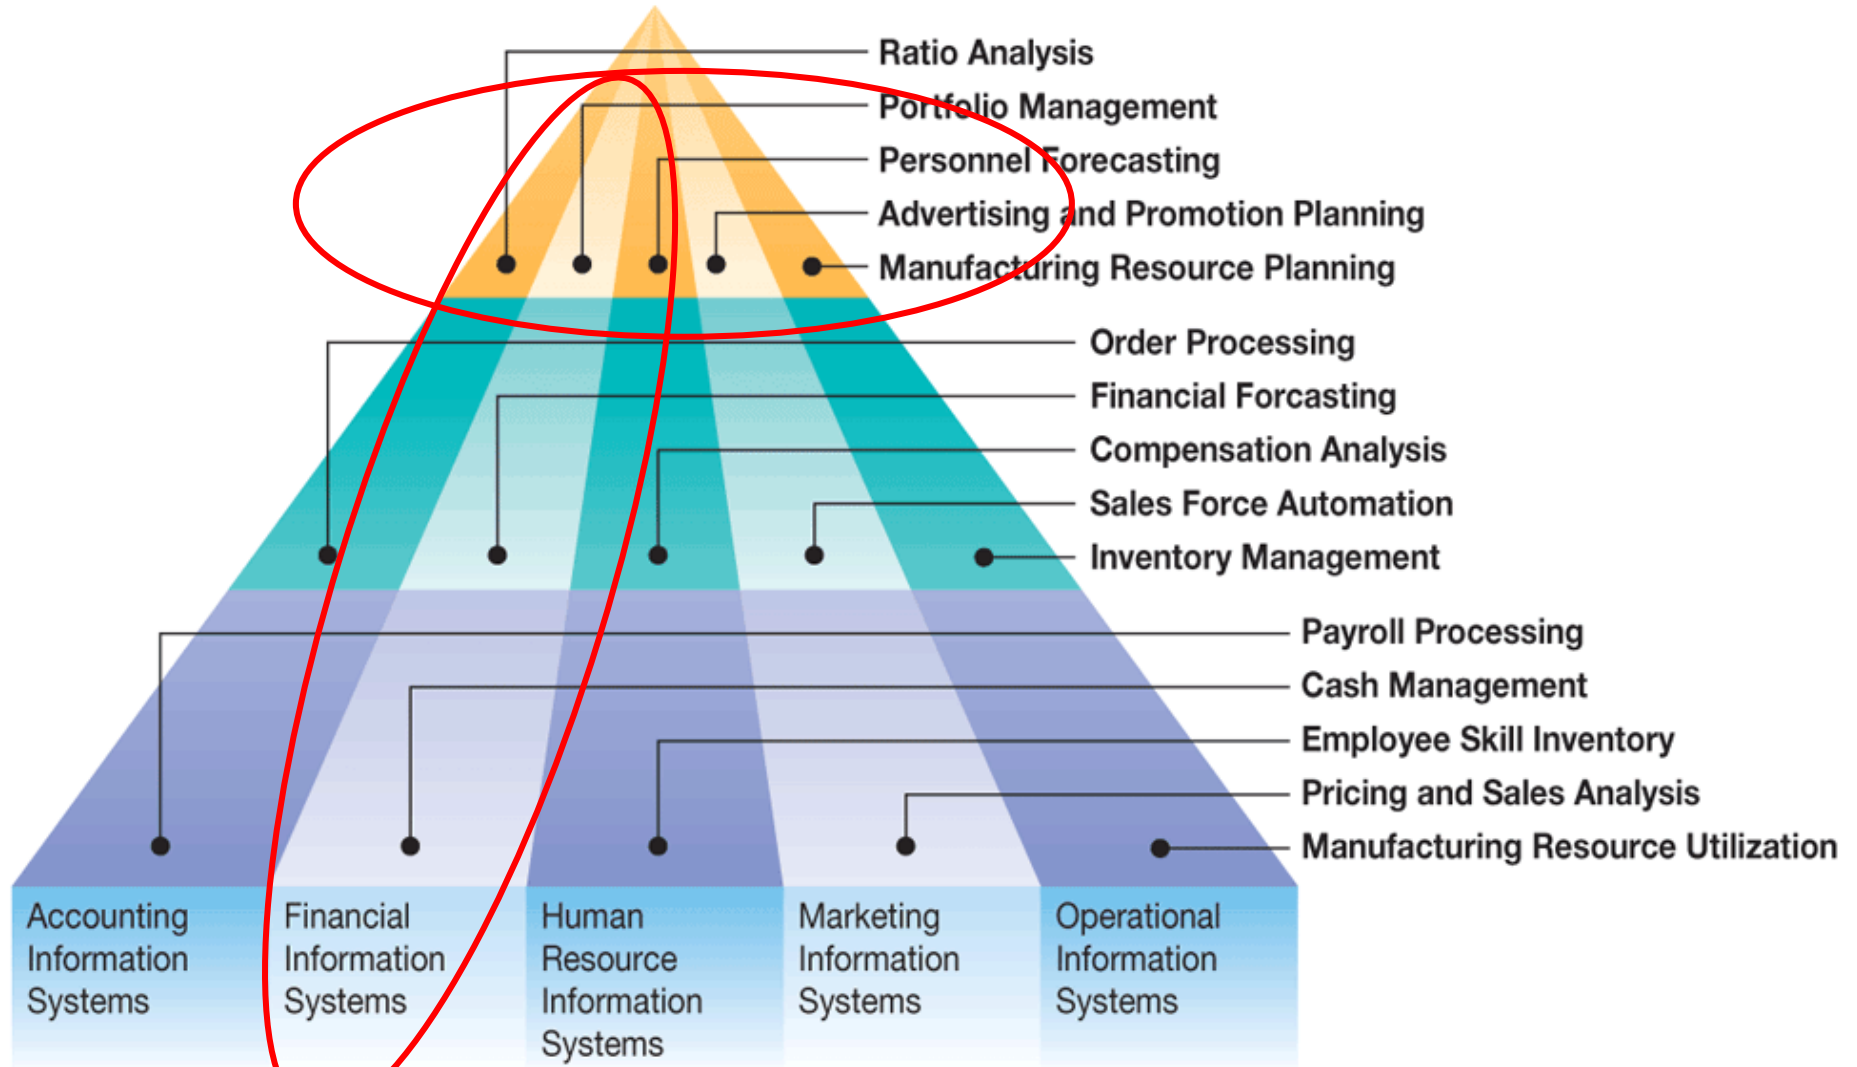 Ratio Analysis
Portfolio Management
Personnel Forecasting
Advertising and Promotion Planning
Manufacturing Resource Planning
Order Processing
Financial Forcasting
Compensation Analysis
Sales Force Automation
Inventory Management
Payroll Processing
Cash Management
Employee Skill Inventory
Pricing and Sales Analysis
Manufacturing Resource Utilization
Accounting
Information
Systems
Financial
Information
Systems
Human
Resource
Information
Systems
Marketing
Information
Systems
Operational
Information
Systems